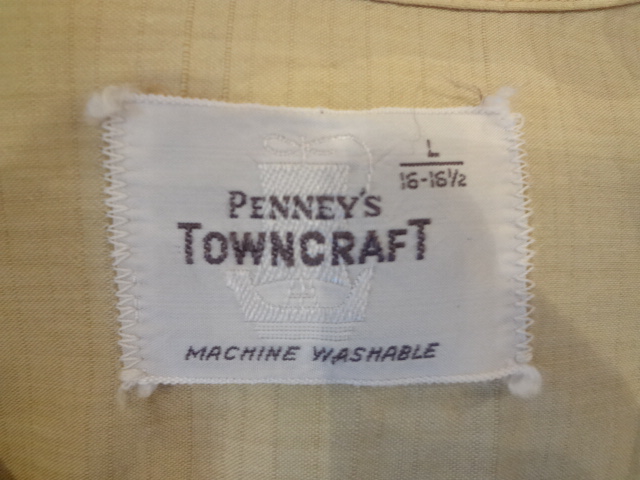 L
16-16½
PENNEY'S
TOWNCRAFT
MACHINE WASHABLE